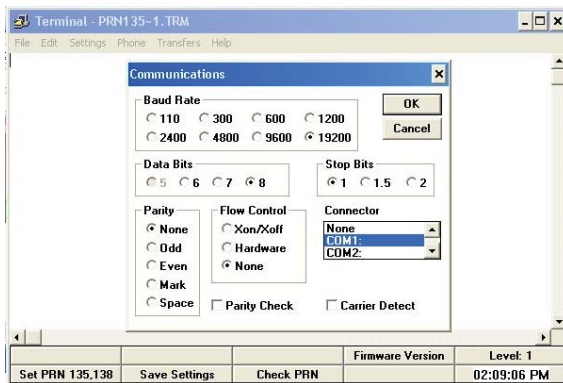 Terminal - PRN135~1.TRM
File Edit Settings Phone Transfers Help
Communications
Baud Rate
110 300 600 1200
2400 4800 9600 19200
OK
Cancel
Data Bits
5 6 7 8
Stop Bits
1 1.5 2
Parity
None
Odd
Even
Mark
Space
Flow Control
Xon/Xoff
Hardware
None
Connector
None
COM1:
COM2:
Parity Check
Carrier Detect
Firmware Version Level: 1
Set PRN 135,138 Save Settings Check PRN 02:09:06 PM